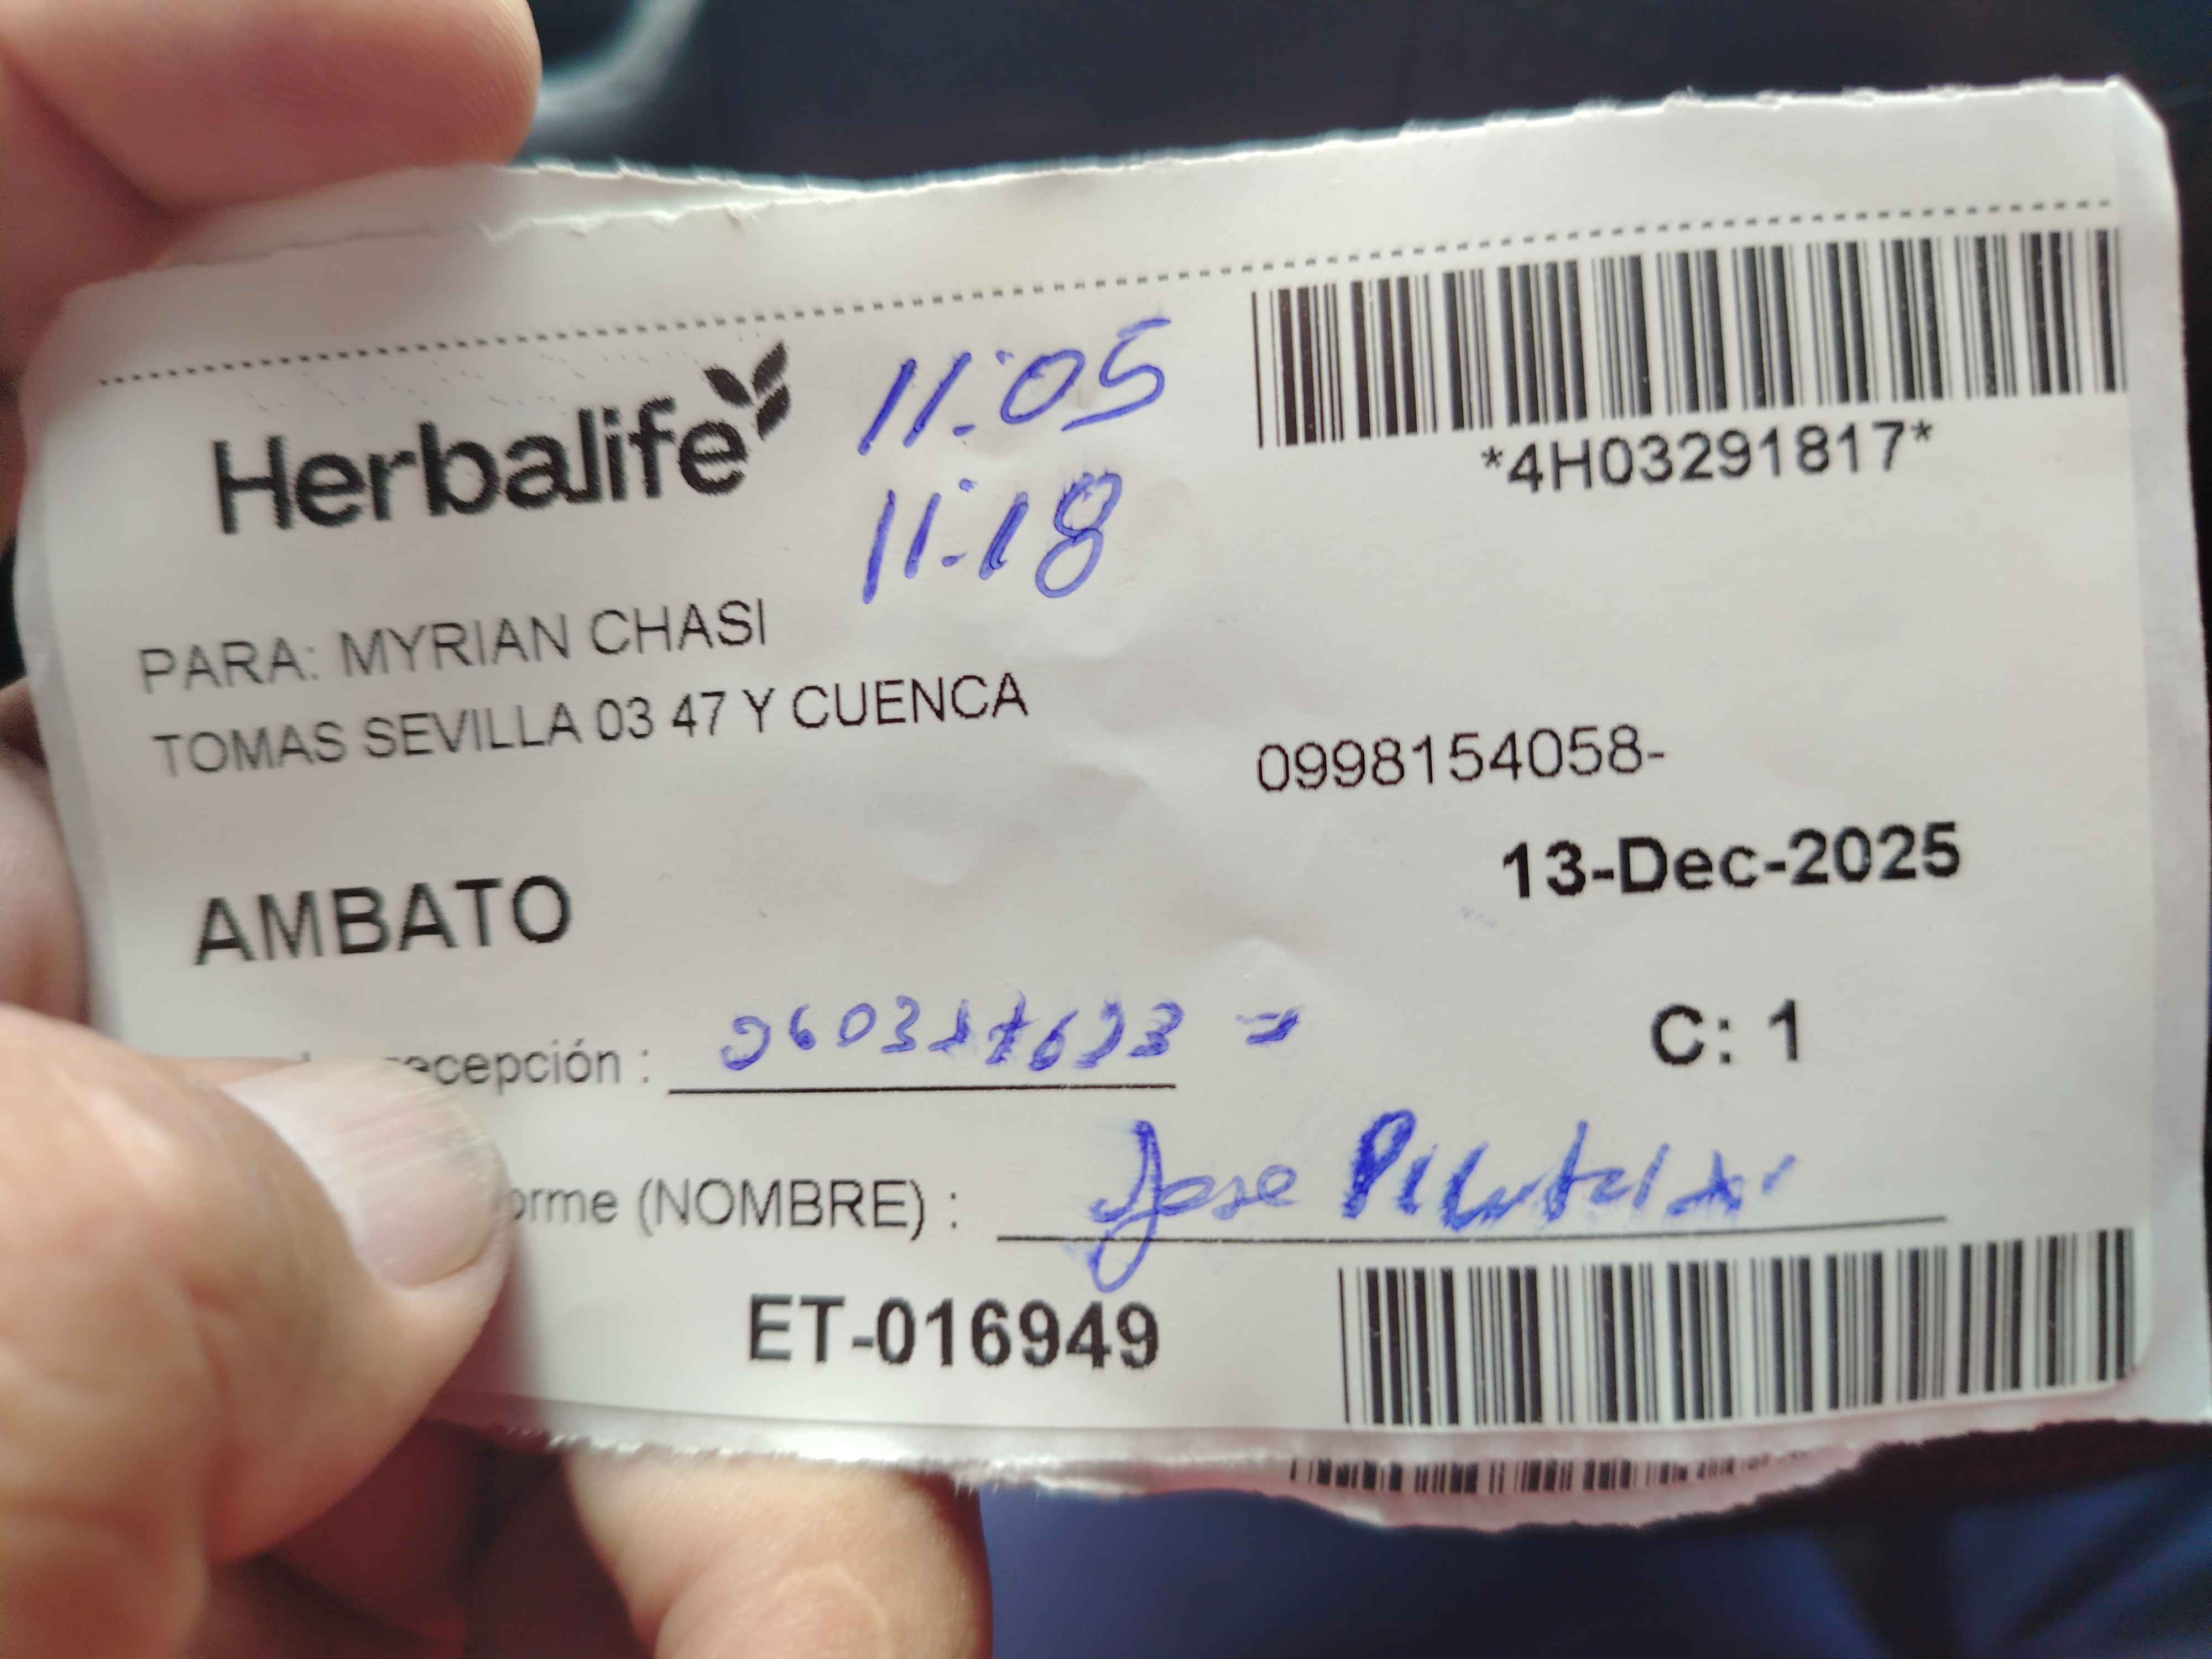 Herbalife
11:05
11:18
*4H03291817*
PARA: MYRIAN CHASI
TOMAS SEVILLA 03 47 Y CUENCA
0998154058-
13-Dec-2025
AMBATO
C: 1
recepción :
orme (NOMBRE) : Jose
ET-016949